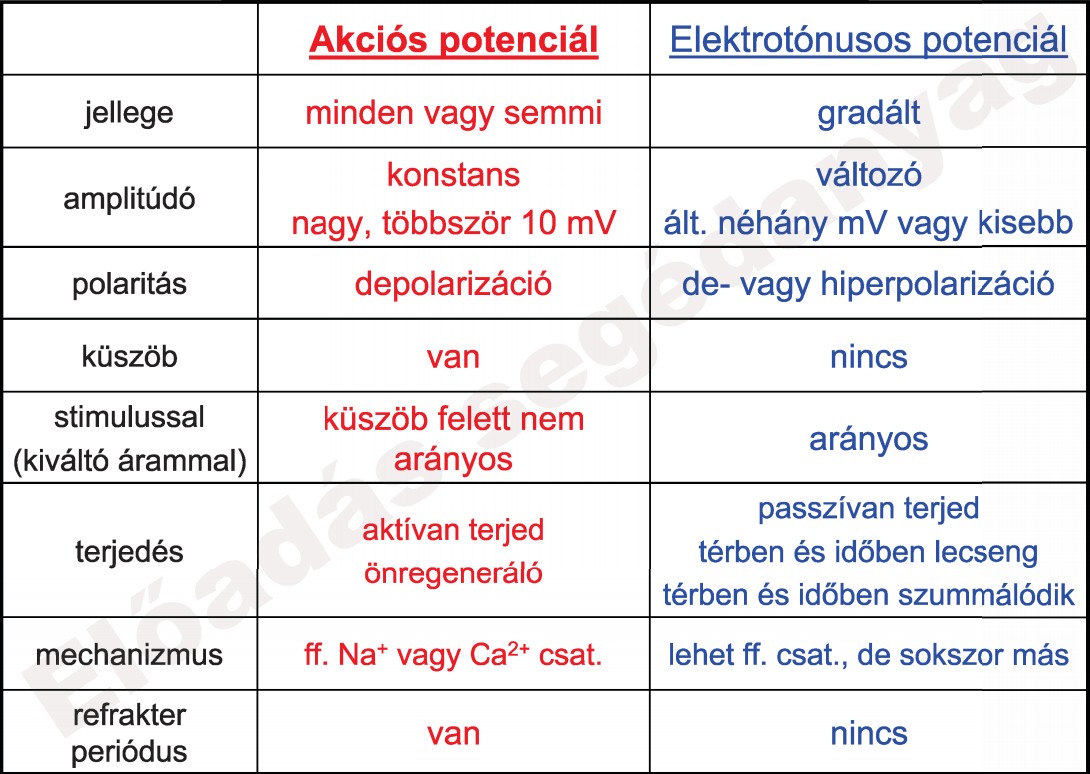 Akciós potenciál Elektrotónusos potenciál
jellege minden vagy semmi gradált
amplitúdó konstans változó
nagy, többször 10 mV ált. néhány mV vagy kisebb
polaritás depolarizáció de- vagy hiperpolarizáció
küszöb van nincs
stimulussal küszöb felett nem arányos
(kiváltó árammal) arányos
terjedés aktívan terjed passzívan terjed
önregeneráló térben és időben lecseng
térben és időben szummálódik
mechanizmus ff. Na⁺ vagy Ca²⁺ csat. lehet ff. csat., de sokszor más
refrakter van nincs
periódus
Előadás segédanyag